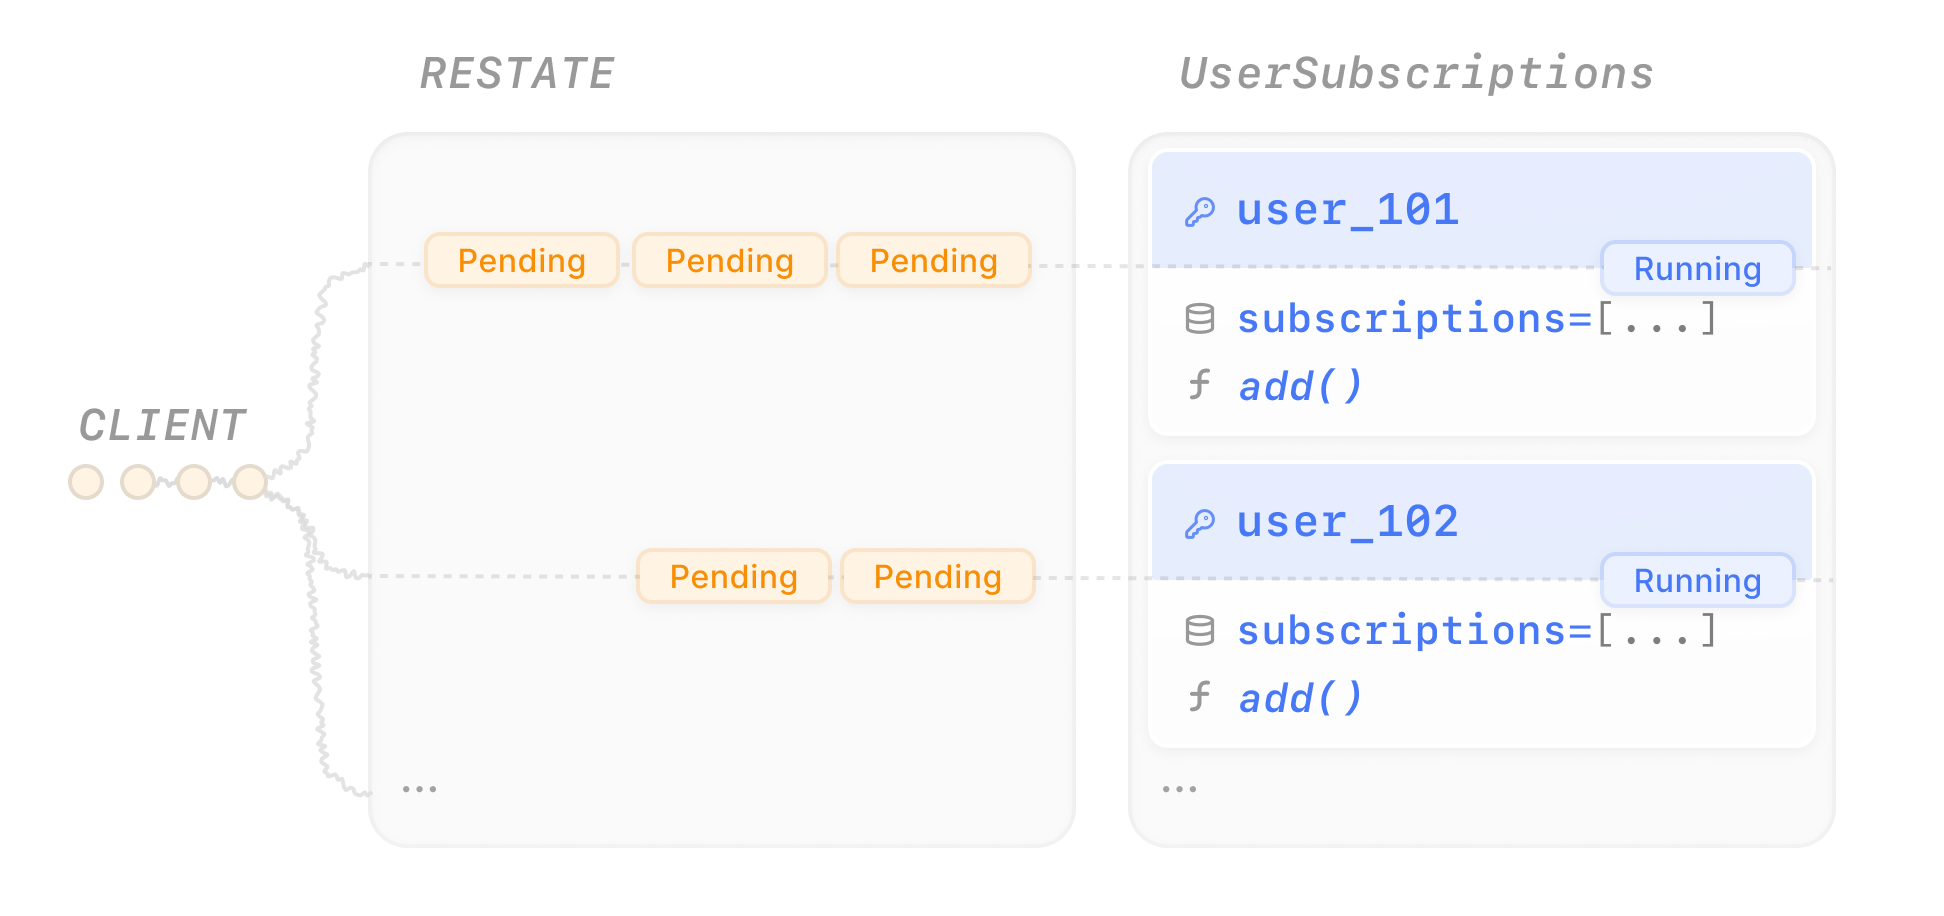 RESTATE
UserSubscriptions
user_101
Pending Pending Pending
Running
subscriptions=[...]
add()
CLIENT
user_102
Pending Pending
Running
subscriptions=[...]
add()
...
...